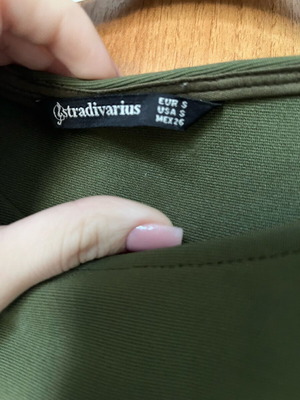 stradivarius
EUR S
USA S
MEX 26